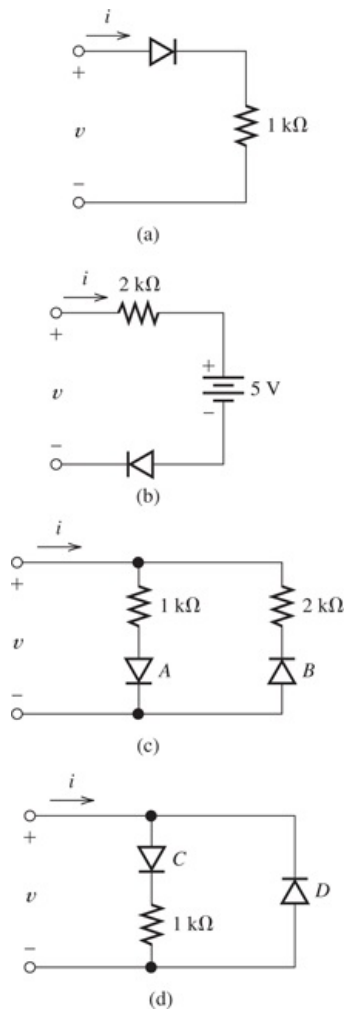 i
+
v
1 kΩ
−
(a)
i
2 kΩ
+
v
+
5 V
−
−
(b)
i
+
1 kΩ
2 kΩ
v
A
B
−
(c)
i
+
C
v
D
1 kΩ
−
(d)